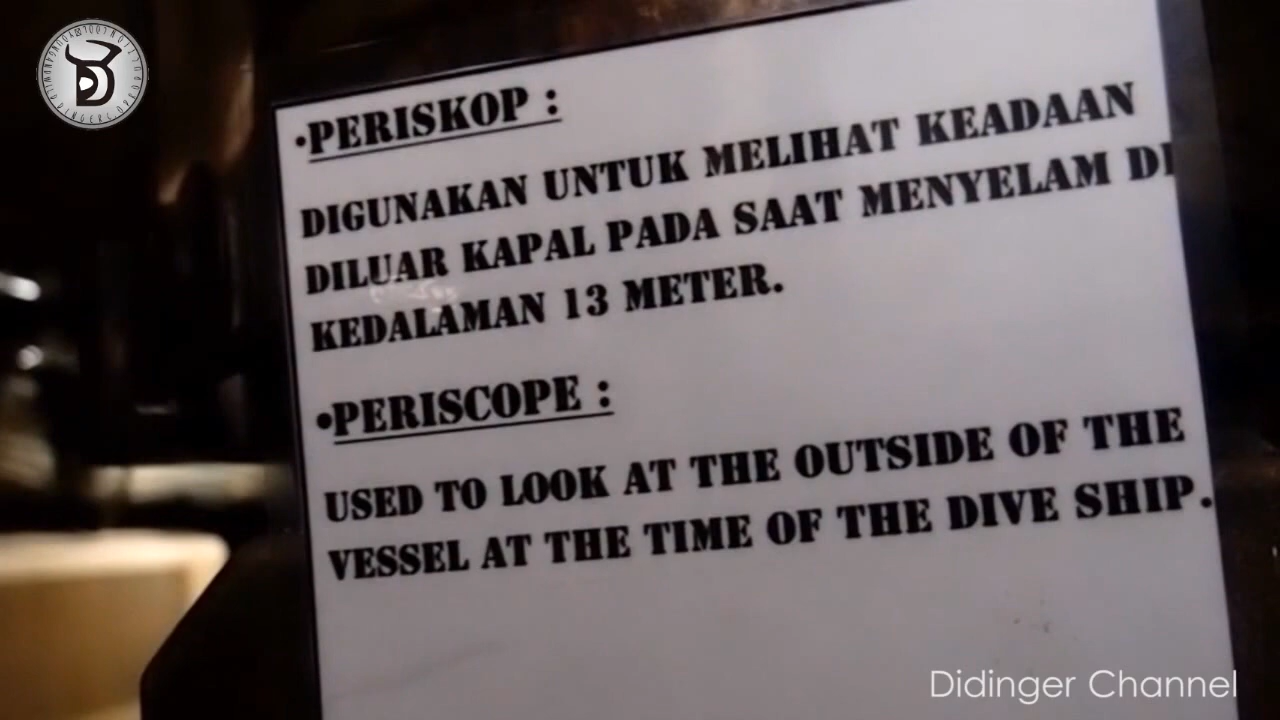 •PERISKOP :
DIGUNAKAN UNTUK MELIHAT KEADAAN
DILUAR KAPAL PADA SAAT MENYELAM DI
KEDALAMAN 13 METER.
•PERISCOPE :
USED TO LOOK AT THE OUTSIDE OF THE
VESSEL AT THE TIME OF THE DIVE SHIP.
Didinger Channel